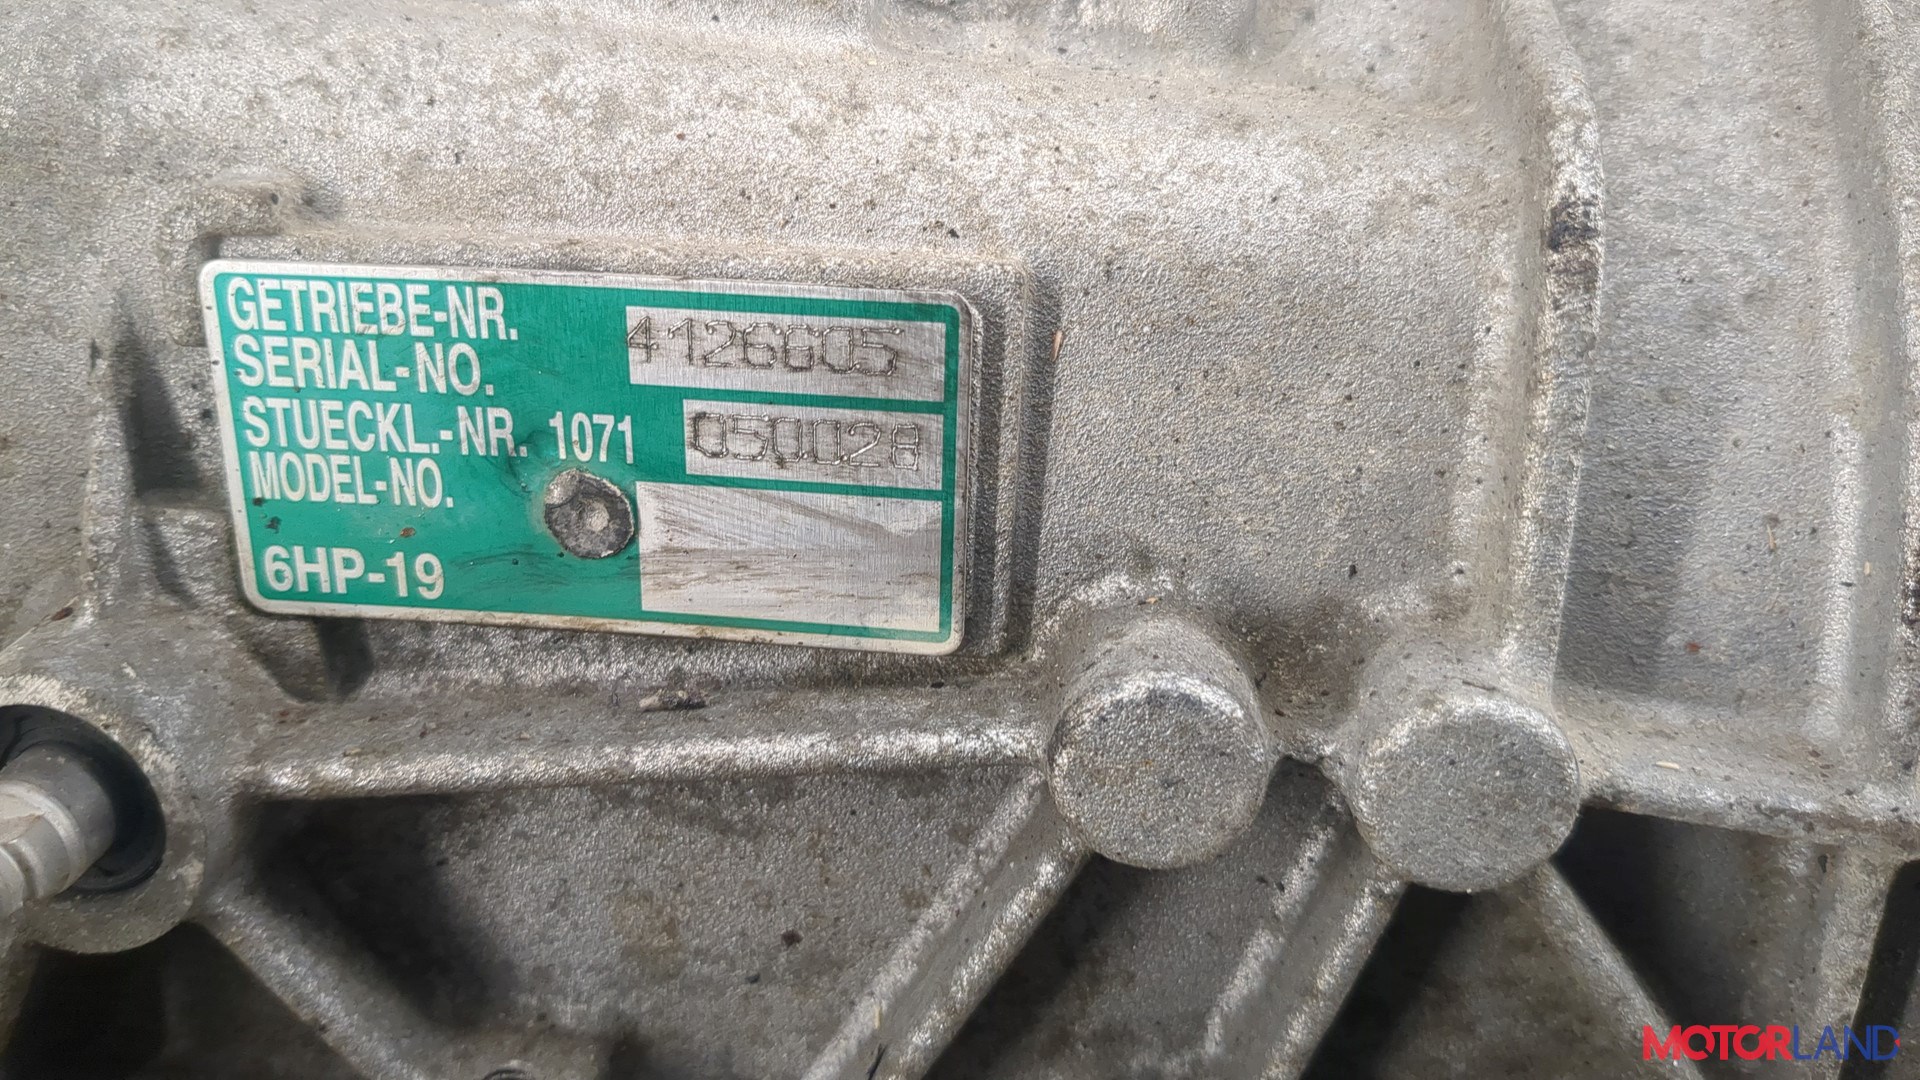 GETRIEBE-NR.
SERIAL-NO. 4126605
STUECKL.-NR. 1071 050028
MODEL-NO.
6HP-19
MOTORLAND